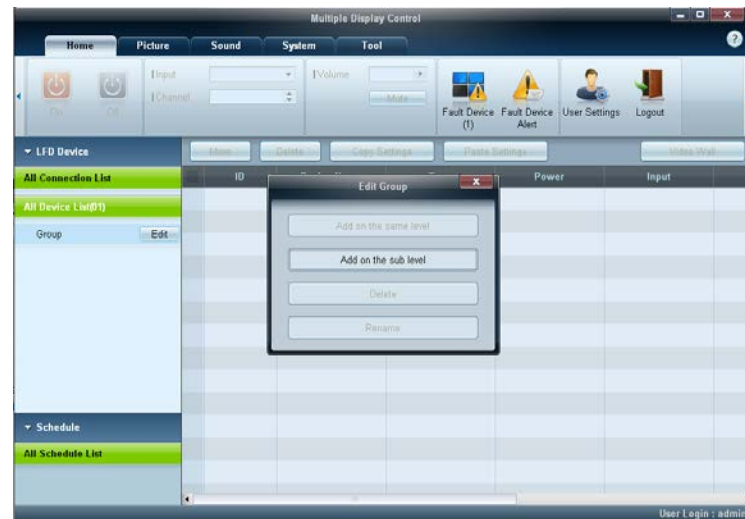 Multiple Display Control
Home Picture Sound System Tool
Input
Volume
On Off
Channel
Mute
Fault Device (1)
Fault Device Alert
User Settings
Logout
LFD Device
Move Delete Copy Settings Paste Settings Video Wall
All Connection List
ID Power Input
All Device List(01)
Group Edit
Edit Group
Add on the same level
Add on the sub level
Delete
Rename
Schedule
All Schedule List
User Login : admin